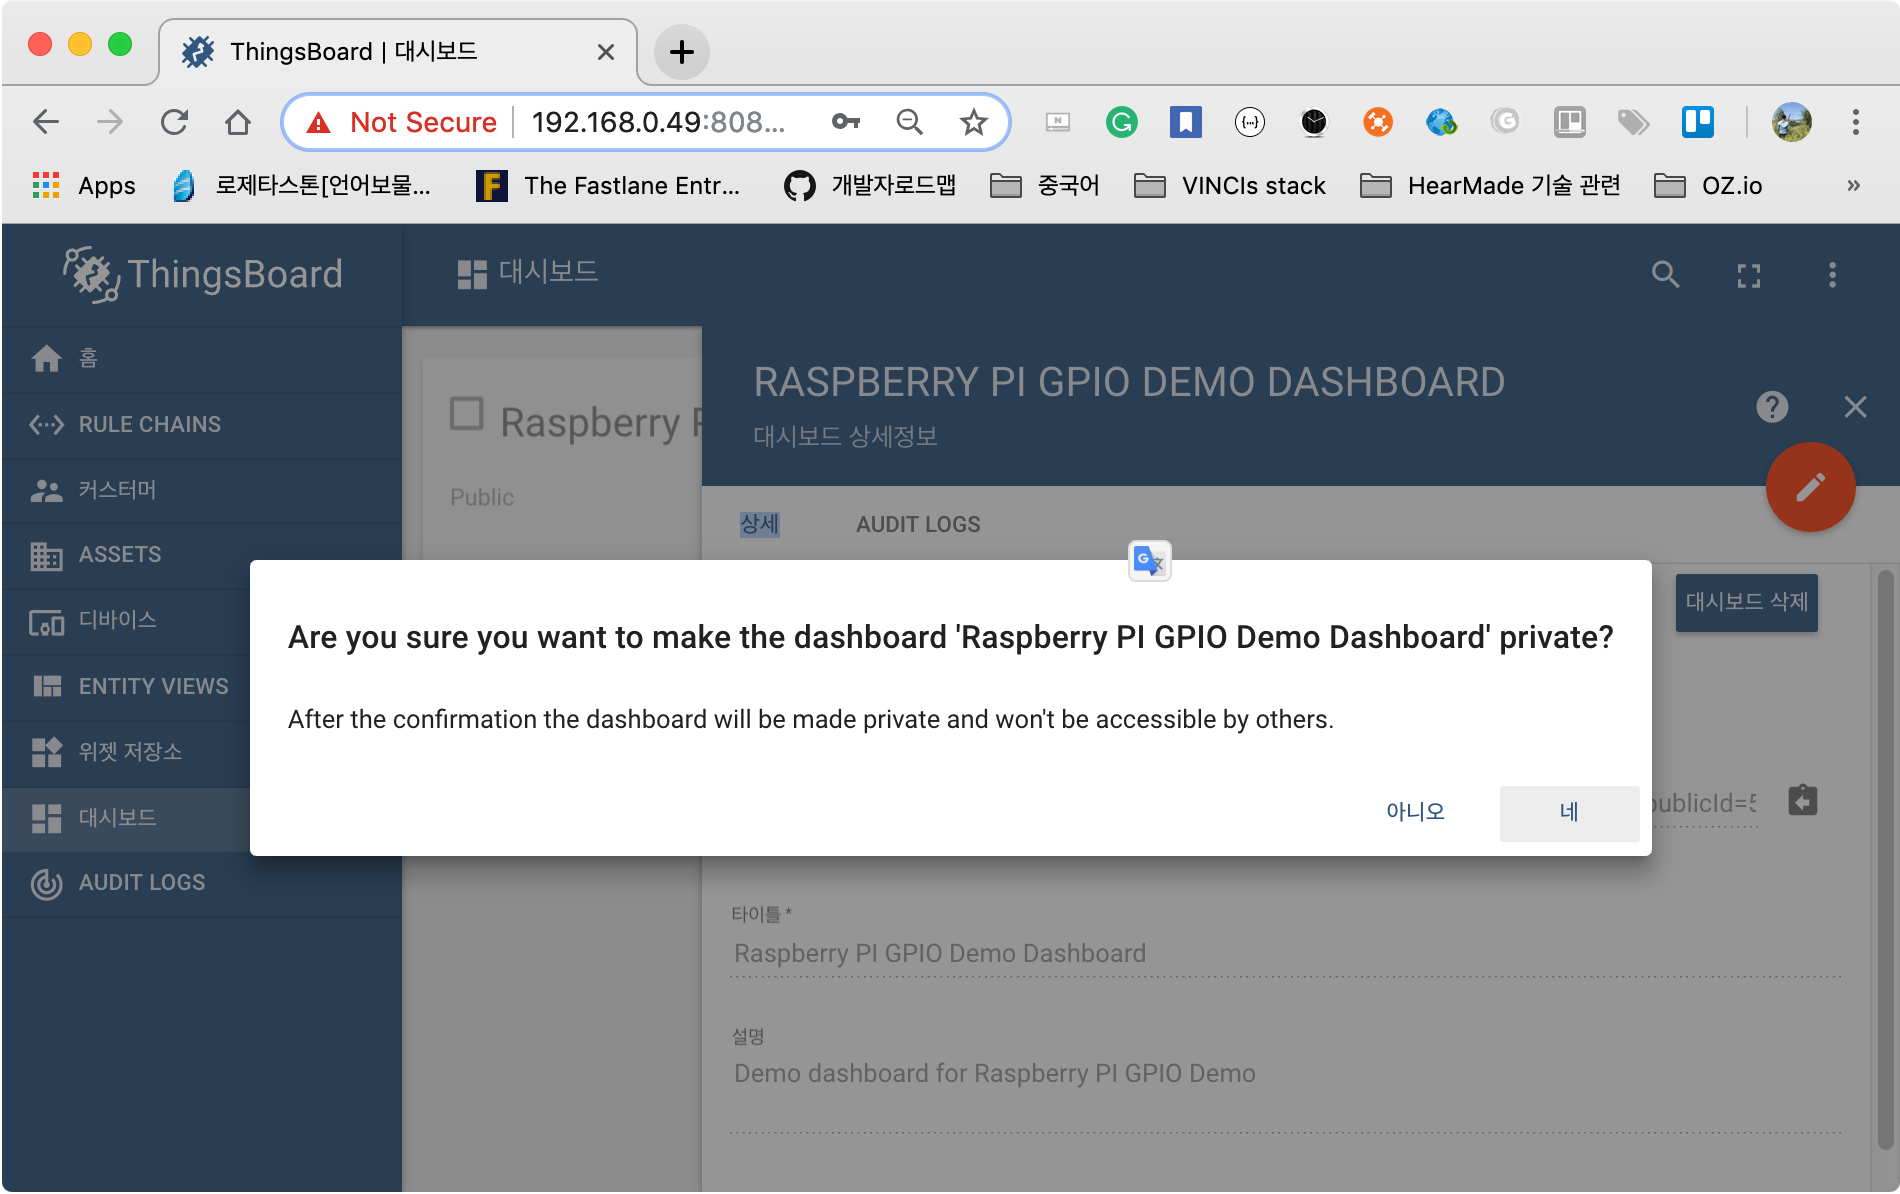 ThingsBoard | 대시보드
Not Secure
192.168.0.49:808...
Apps
로제타스톤[언어보물...
The Fastlane Entr...
개발자로드맵
중국어
VINCIs stack
HearMade 기술 관련
OZ.io
»
ThingsBoard
대시보드
홈
RULE CHAINS
커스터머
ASSETS
디바이스
ENTITY VIEWS
위젯 저장소
대시보드
AUDIT LOGS
Raspberry P
Public
RASPBERRY PI GPIO DEMO DASHBOARD
대시보드 상세정보
상세
AUDIT LOGS
대시보드 삭제
Are you sure you want to make the dashboard 'Raspberry PI GPIO Demo Dashboard' private?
After the confirmation the dashboard will be made private and won't be accessible by others.
아니오
네
publicId=5
타이틀 *
Raspberry PI GPIO Demo Dashboard
설명
Demo dashboard for Raspberry PI GPIO Demo